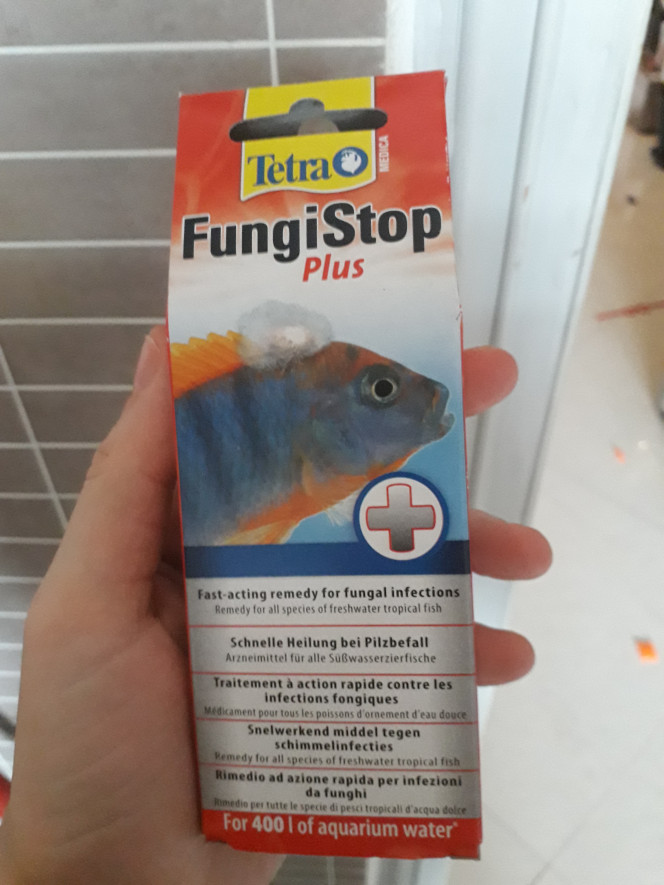 Tetra
MEDICA
FungiStop
Plus
Fast-acting remedy for fungal infections
Remedy for all species of freshwater tropical fish
Schnelle Heilung bei Pilzbefall
Arzneimittel für alle Süßwasserzierfische
Traitement à action rapide contre les
infections fongiques
Médicament pour tous les poissons d'ornement d'eau douce
Snelwerkend middel tegen
schimmelinfecties
Remedy for all species of freshwater tropical fish
Rimedio ad azione rapida per infezioni
da funghi
Rimedio per tutte le specie di pesci tropicali d'acqua dolce
For 400 l of aquarium water*